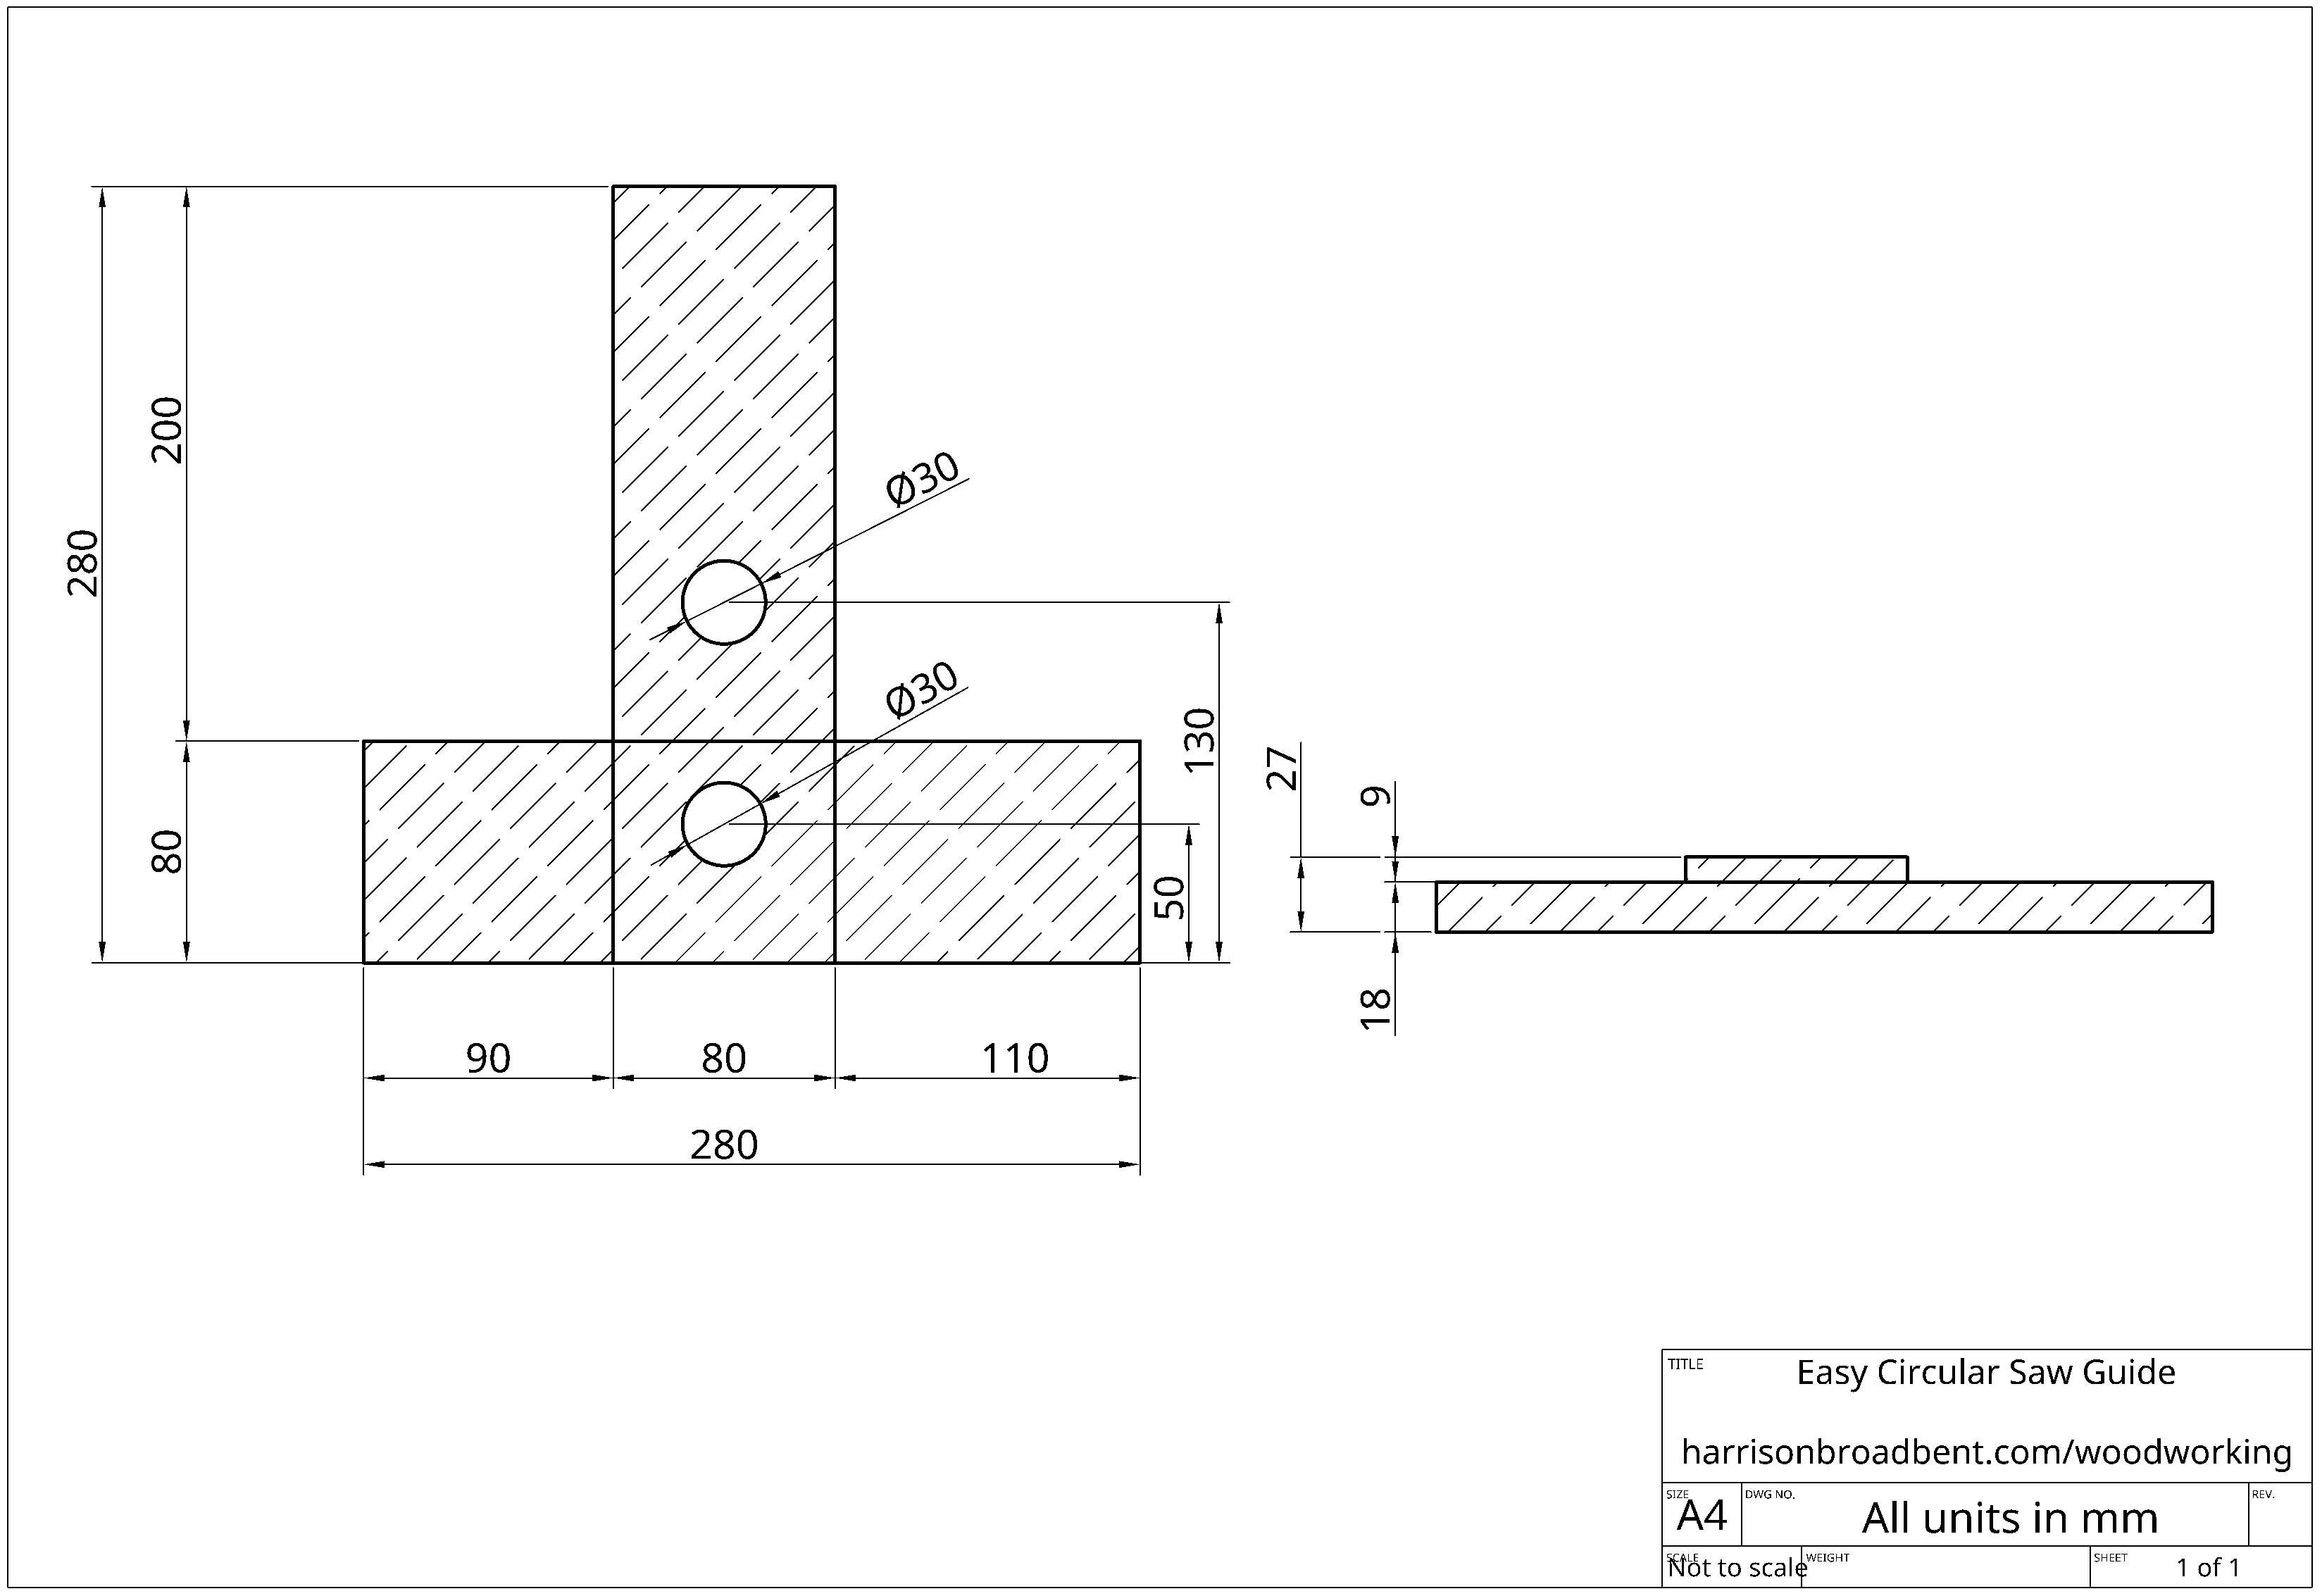 200
280
80
Ø30
Ø30
130
50
90
80
110
280
27
9
18
TITLE
Easy Circular Saw Guide
harrisonbroadbent.com/woodworking
SIZE
A4
DWG NO.
All units in mm
REV.
SCALE
Not to scale
WEIGHT
SHEET
1 of 1